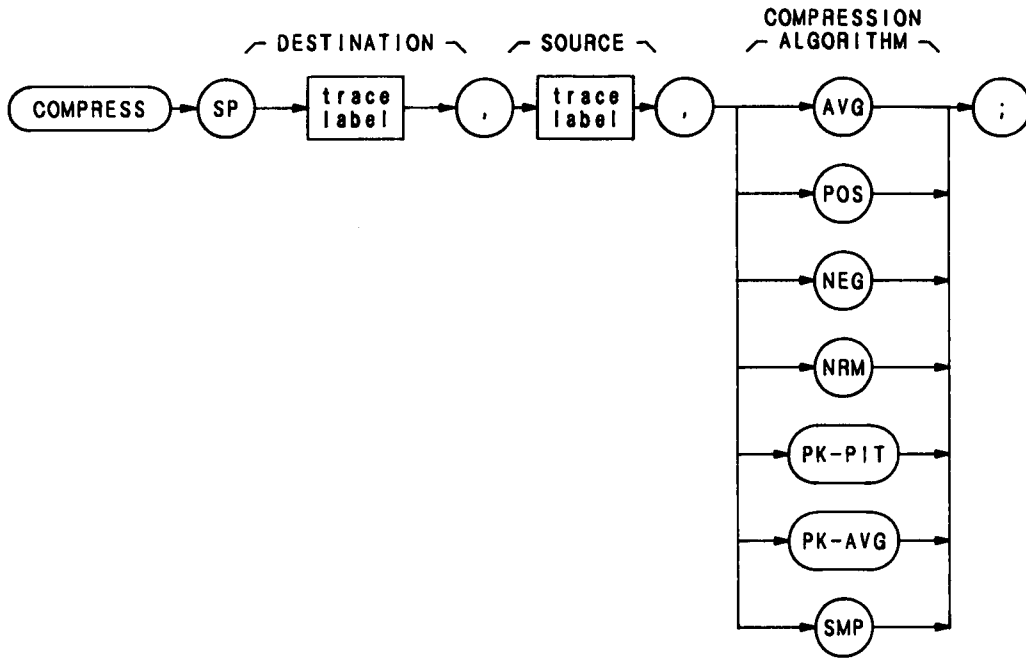 COMPRESSION
DESTINATION SOURCE ALGORITHM
COMPRESS SP trace label , trace label , AVG ;
POS
NEG
NRM
PK-PIT
PK-AVG
SMP